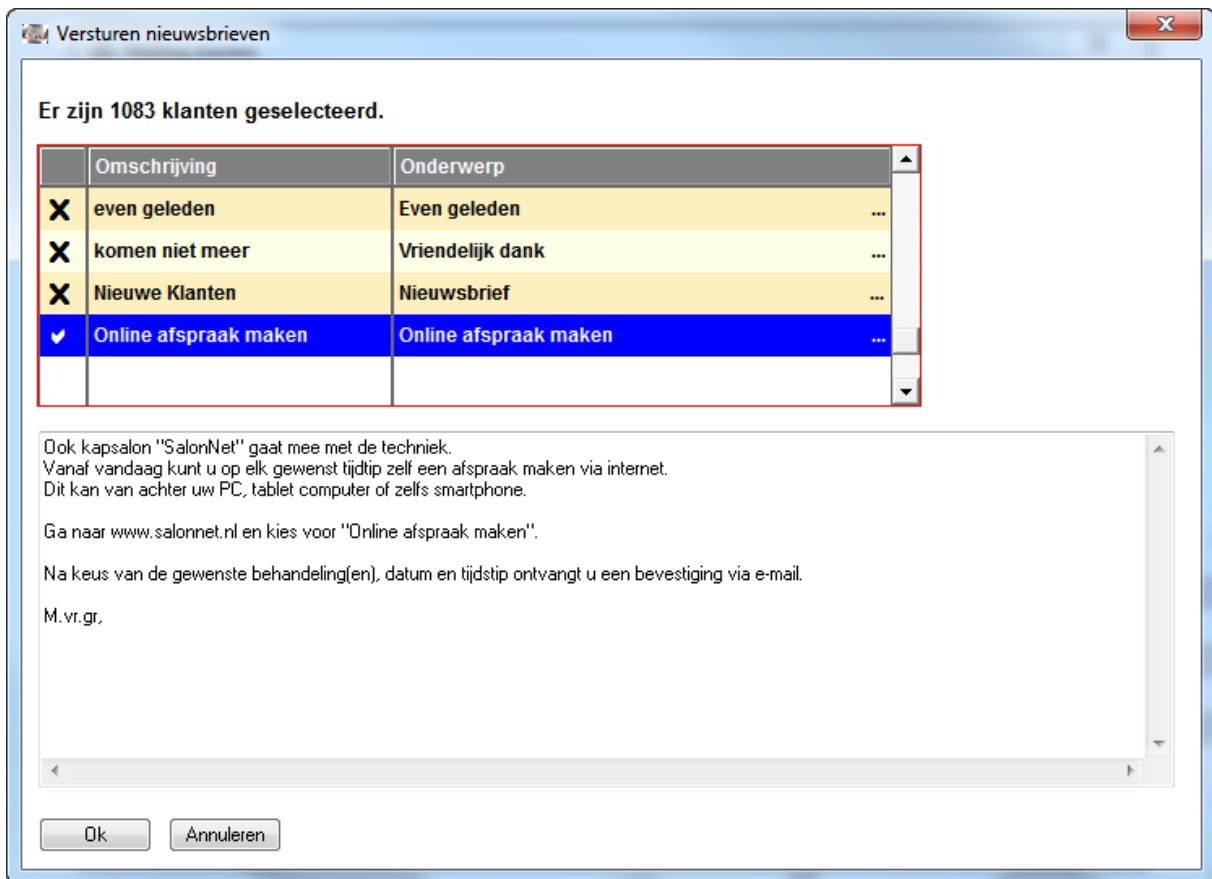 Versturen nieuwsbrieven
Er zijn 1083 klanten geselecteerd.
Omschrijving Onderwerp
even geleden Even geleden ...
komen niet meer Vriendelijk dank ...
Nieuwe Klanten Nieuwsbrief ...
Online afspraak maken Online afspraak maken ...
Ook kapsalon "SalonNet" gaat mee met de techniek.
Vanaf vandaag kunt u op elk gewenst tijdtip zelf een afspraak maken via internet.
Dit kan van achter uw PC, tablet computer of zelfs smartphone.
Ga naar www.salonnet.nl en kies voor "Online afspraak maken".
Na keus van de gewenste behandeling(en), datum en tijdstip ontvangt u een bevestiging via e-mail.
M.vr.gr,
Ok Annuleren